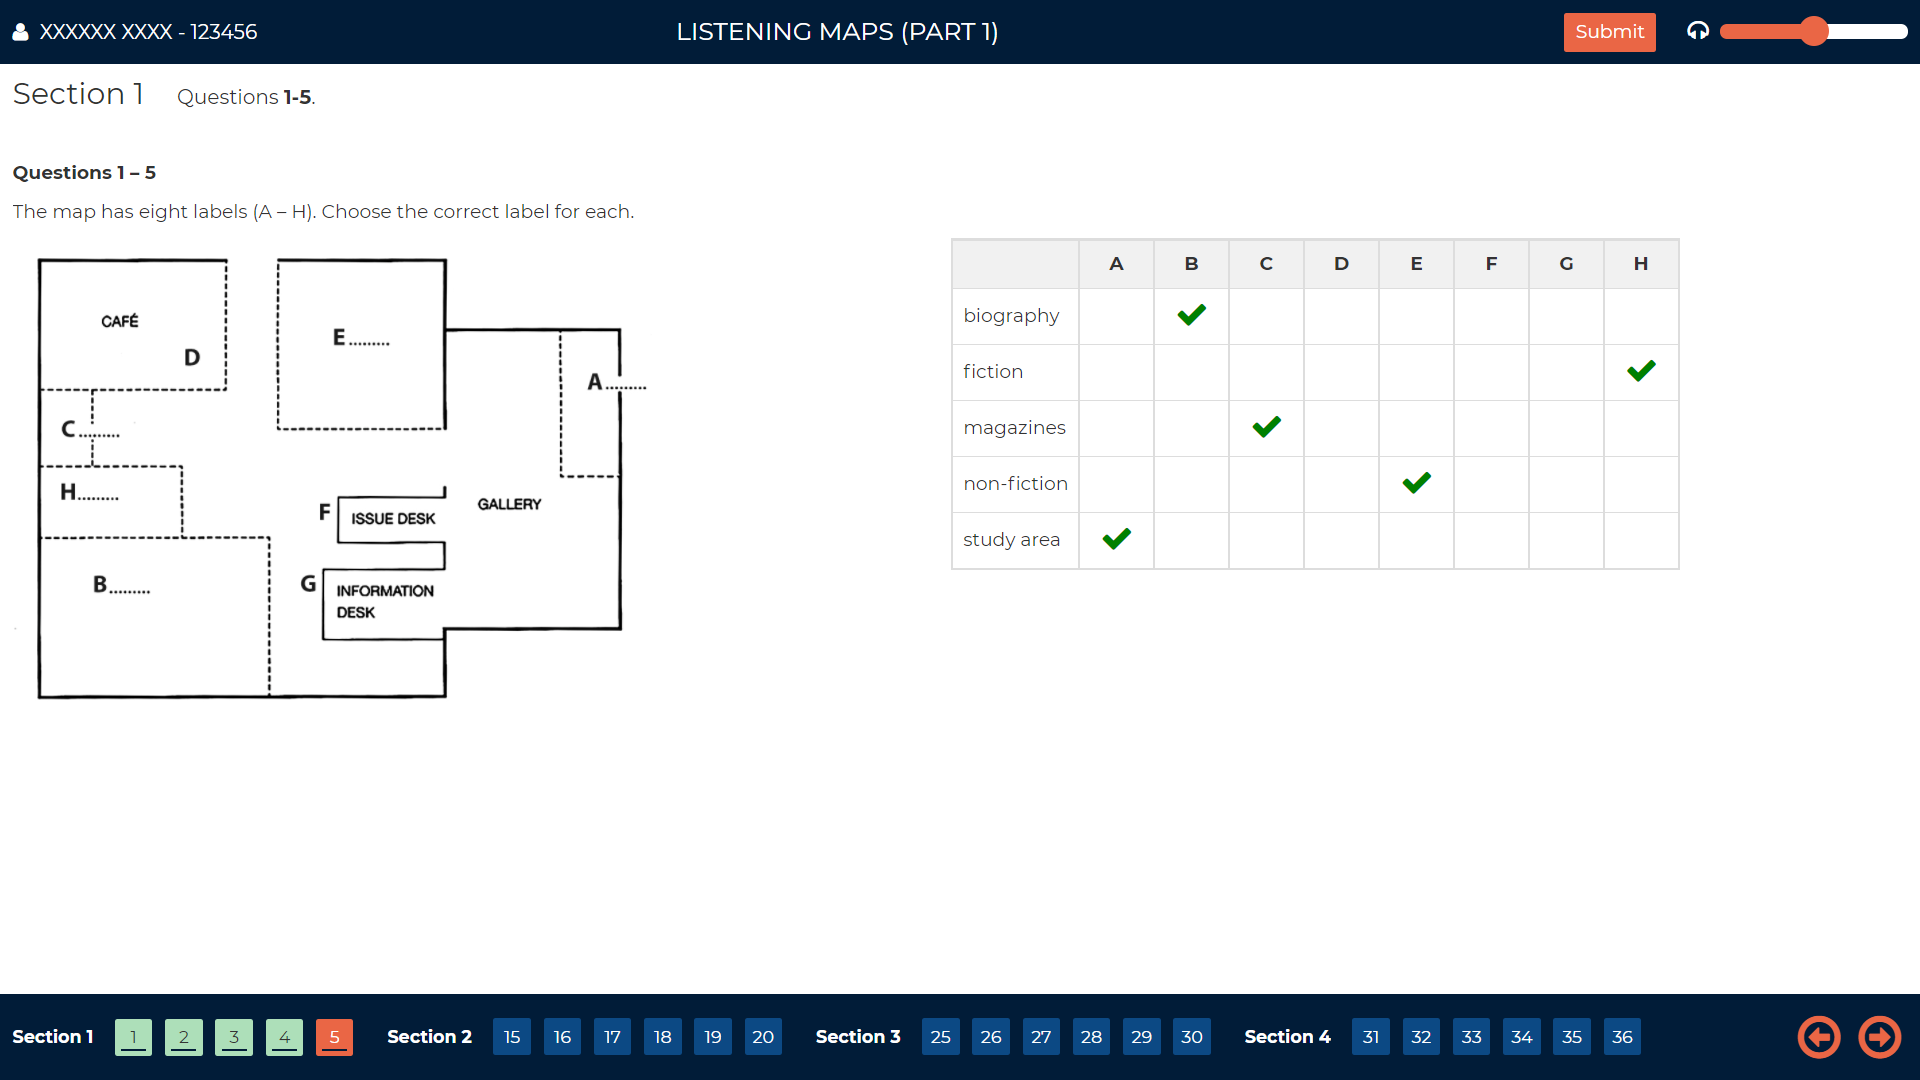 XXXXXX XXXX - 123456
LISTENING MAPS (PART 1)
Submit
Section 1
Questions 1-5.
Questions 1 – 5
The map has eight labels (A – H). Choose the correct label for each.
CAFÉ
D
E.........
A.........
C.........
H.........
F
ISSUE DESK
GALLERY
B.........
G
INFORMATION
DESK
A B C D E F G H
biography
fiction
magazines
non-fiction
study area
Section 1 1 2 3 4 5 Section 2 15 16 17 18 19 20 Section 3 25 26 27 28 29 30 Section 4 31 32 33 34 35 36